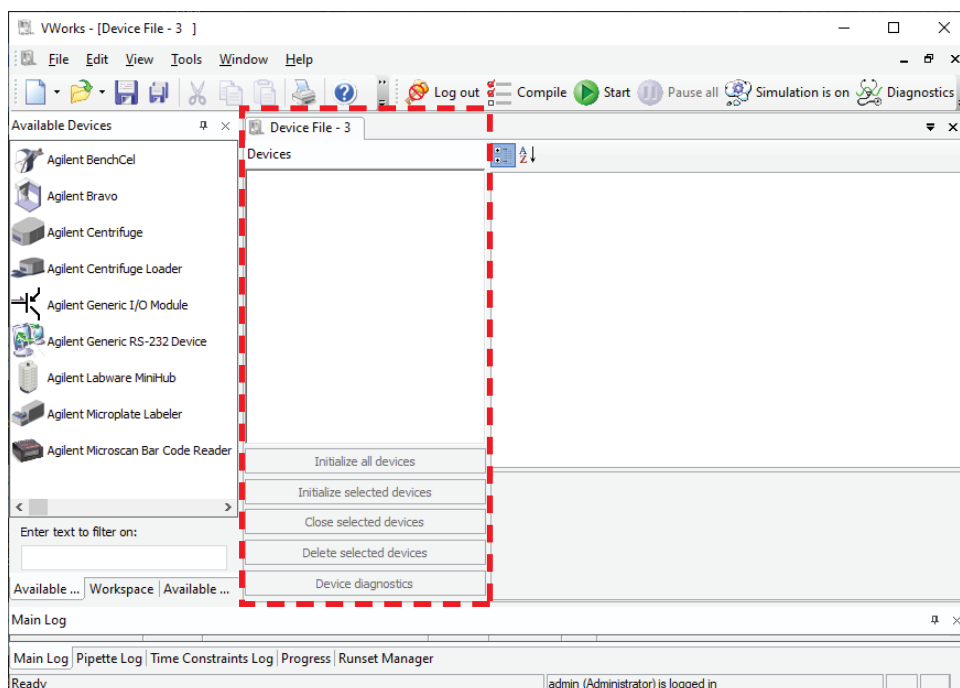 VWorks - [Device File - 3 ]
File Edit View Tools Window Help
Log out Compile Start Pause all Simulation is on Diagnostics
Available Devices
Agilent BenchCel
Agilent Bravo
Agilent Centrifuge
Agilent Centrifuge Loader
Agilent Generic I/O Module
Agilent Generic RS-232 Device
Agilent Labware MiniHub
Agilent Microplate Labeler
Agilent Microscan Bar Code Reader
Enter text to filter on:
Available ... Workspace Available ...
Device File - 3
Devices
Initialize all devices
Initialize selected devices
Close selected devices
Delete selected devices
Device diagnostics
Main Log
Main Log Pipette Log Time Constraints Log Progress Runset Manager
Ready admin (Administrator) is logged in